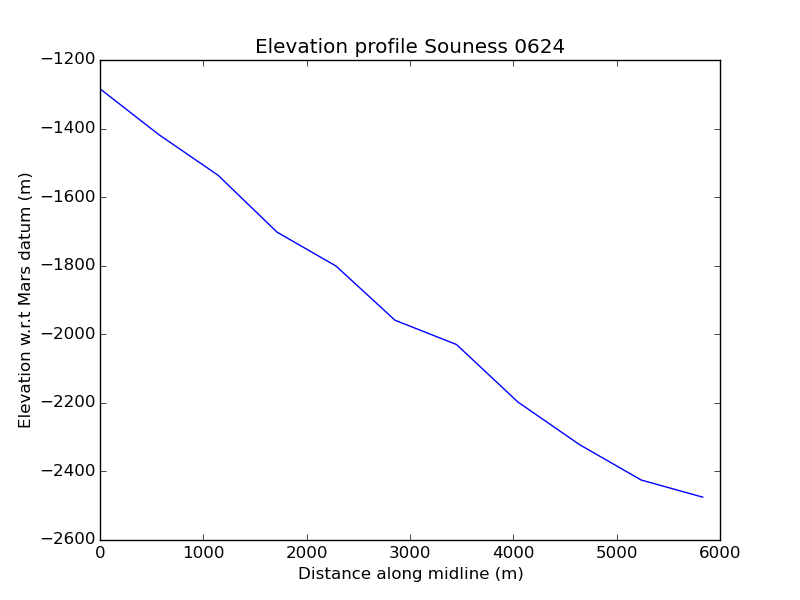 Elevation profile Souness 0624
Elevation w.r.t Mars datum (m)
−1200
−1400
−1600
−1800
−2000
−2200
−2400
−2600
0 1000 2000 3000 4000 5000 6000
Distance along midline (m)